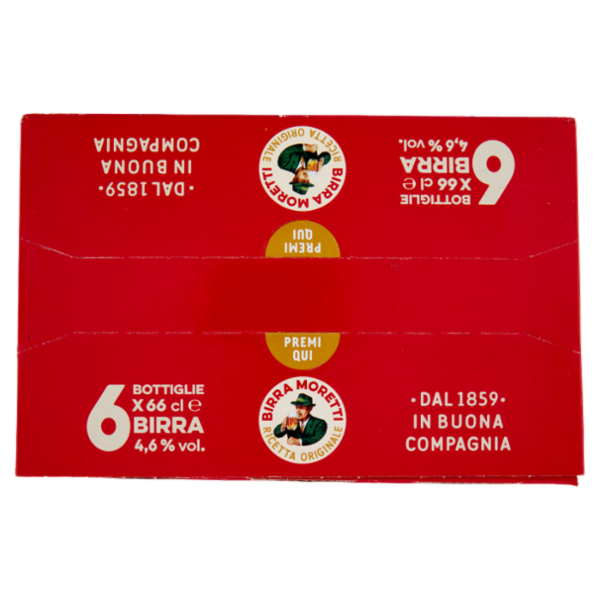 ·DAL 1859·
IN BUONA
COMPAGNIA
BIRRA MORETTI
RICETTA ORIGINALE
6 BOTTIGLIE
X 66 cl e
BIRRA
4,6% vol.
PREMI
QUI
PREMI
QUI
6 BOTTIGLIE
X 66 cl e
BIRRA
4,6% vol.
BIRRA MORETTI
RICETTA ORIGINALE
·DAL 1859·
IN BUONA
COMPAGNIA